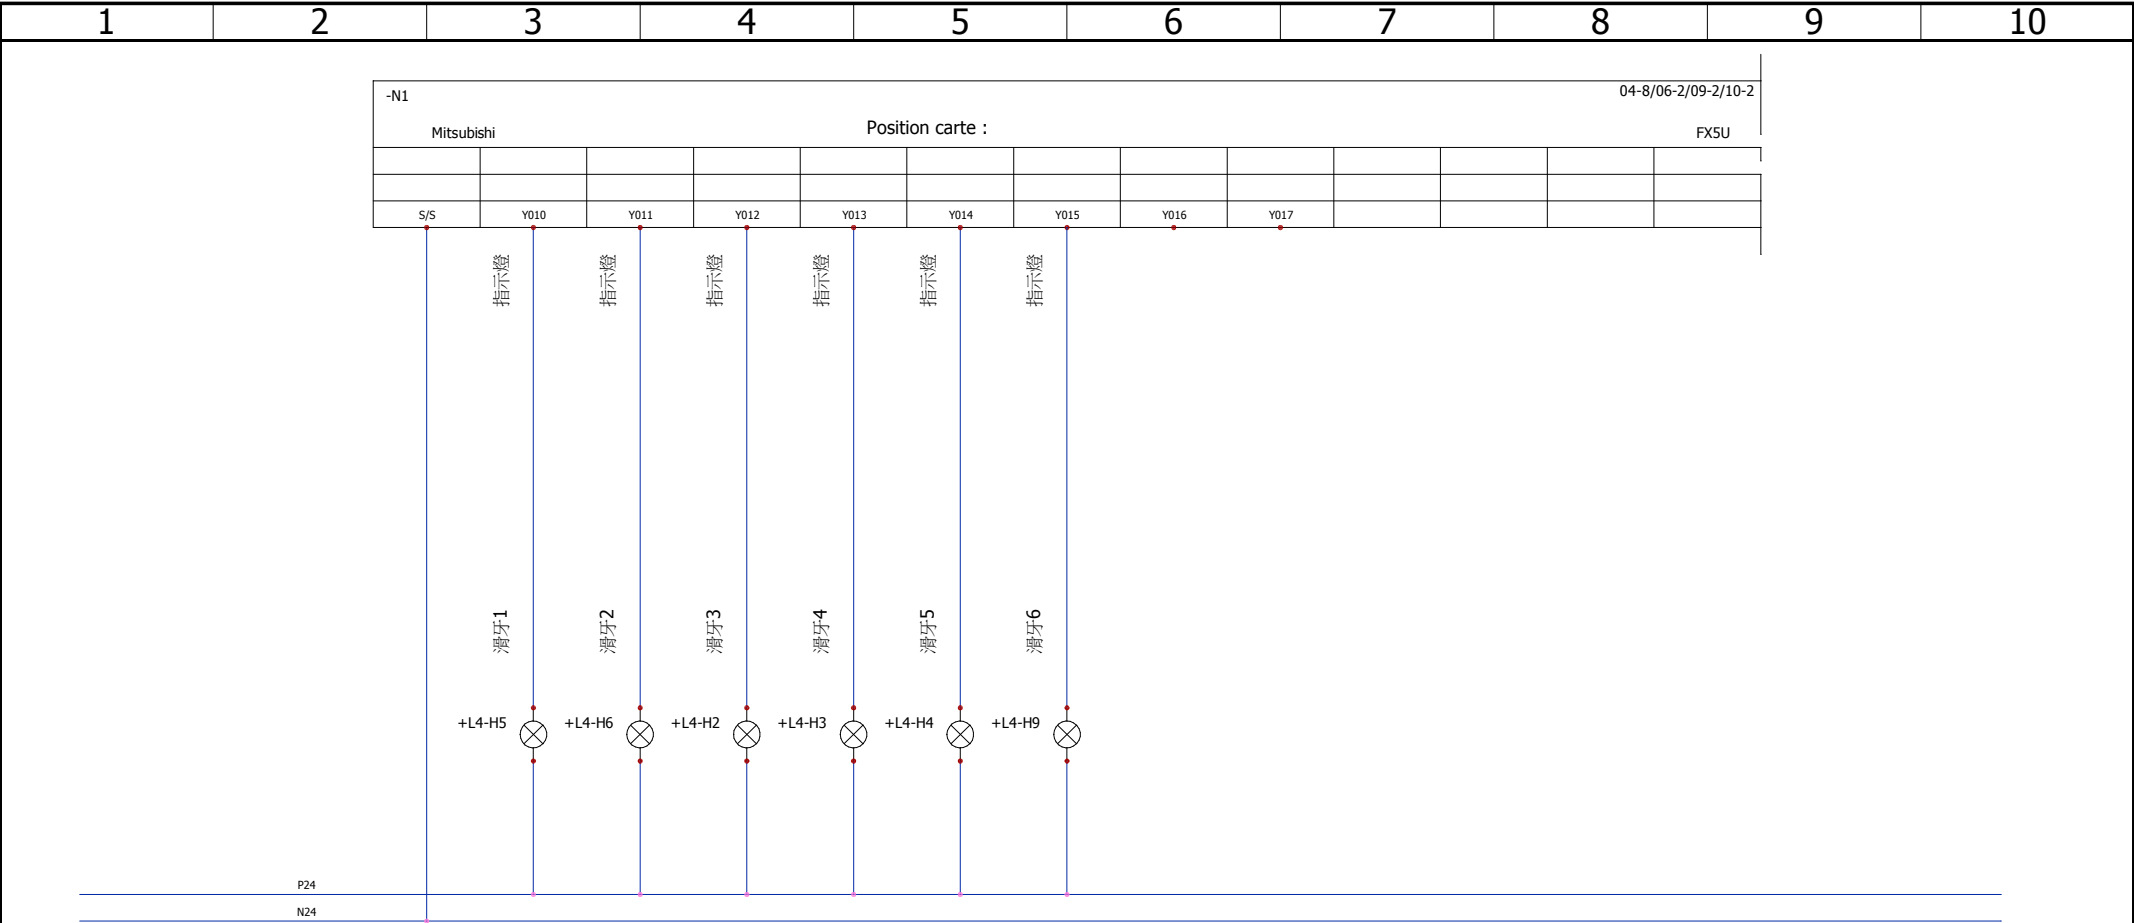 1 2 3 4 5 6 7 8 9 10
-N1 04-8/06-2/09-2/10-2
Mitsubishi Position carte : FX5U
S/S Y010 Y011 Y012 Y013 Y014 Y015 Y016 Y017
指示燈 指示燈 指示燈 指示燈 指示燈 指示燈
滑牙1 滑牙2 滑牙3 滑牙4 滑牙5 滑牙6
+L4-H5 +L4-H6 +L4-H2 +L4-H3 +L4-H4 +L4-H9
P24
N24